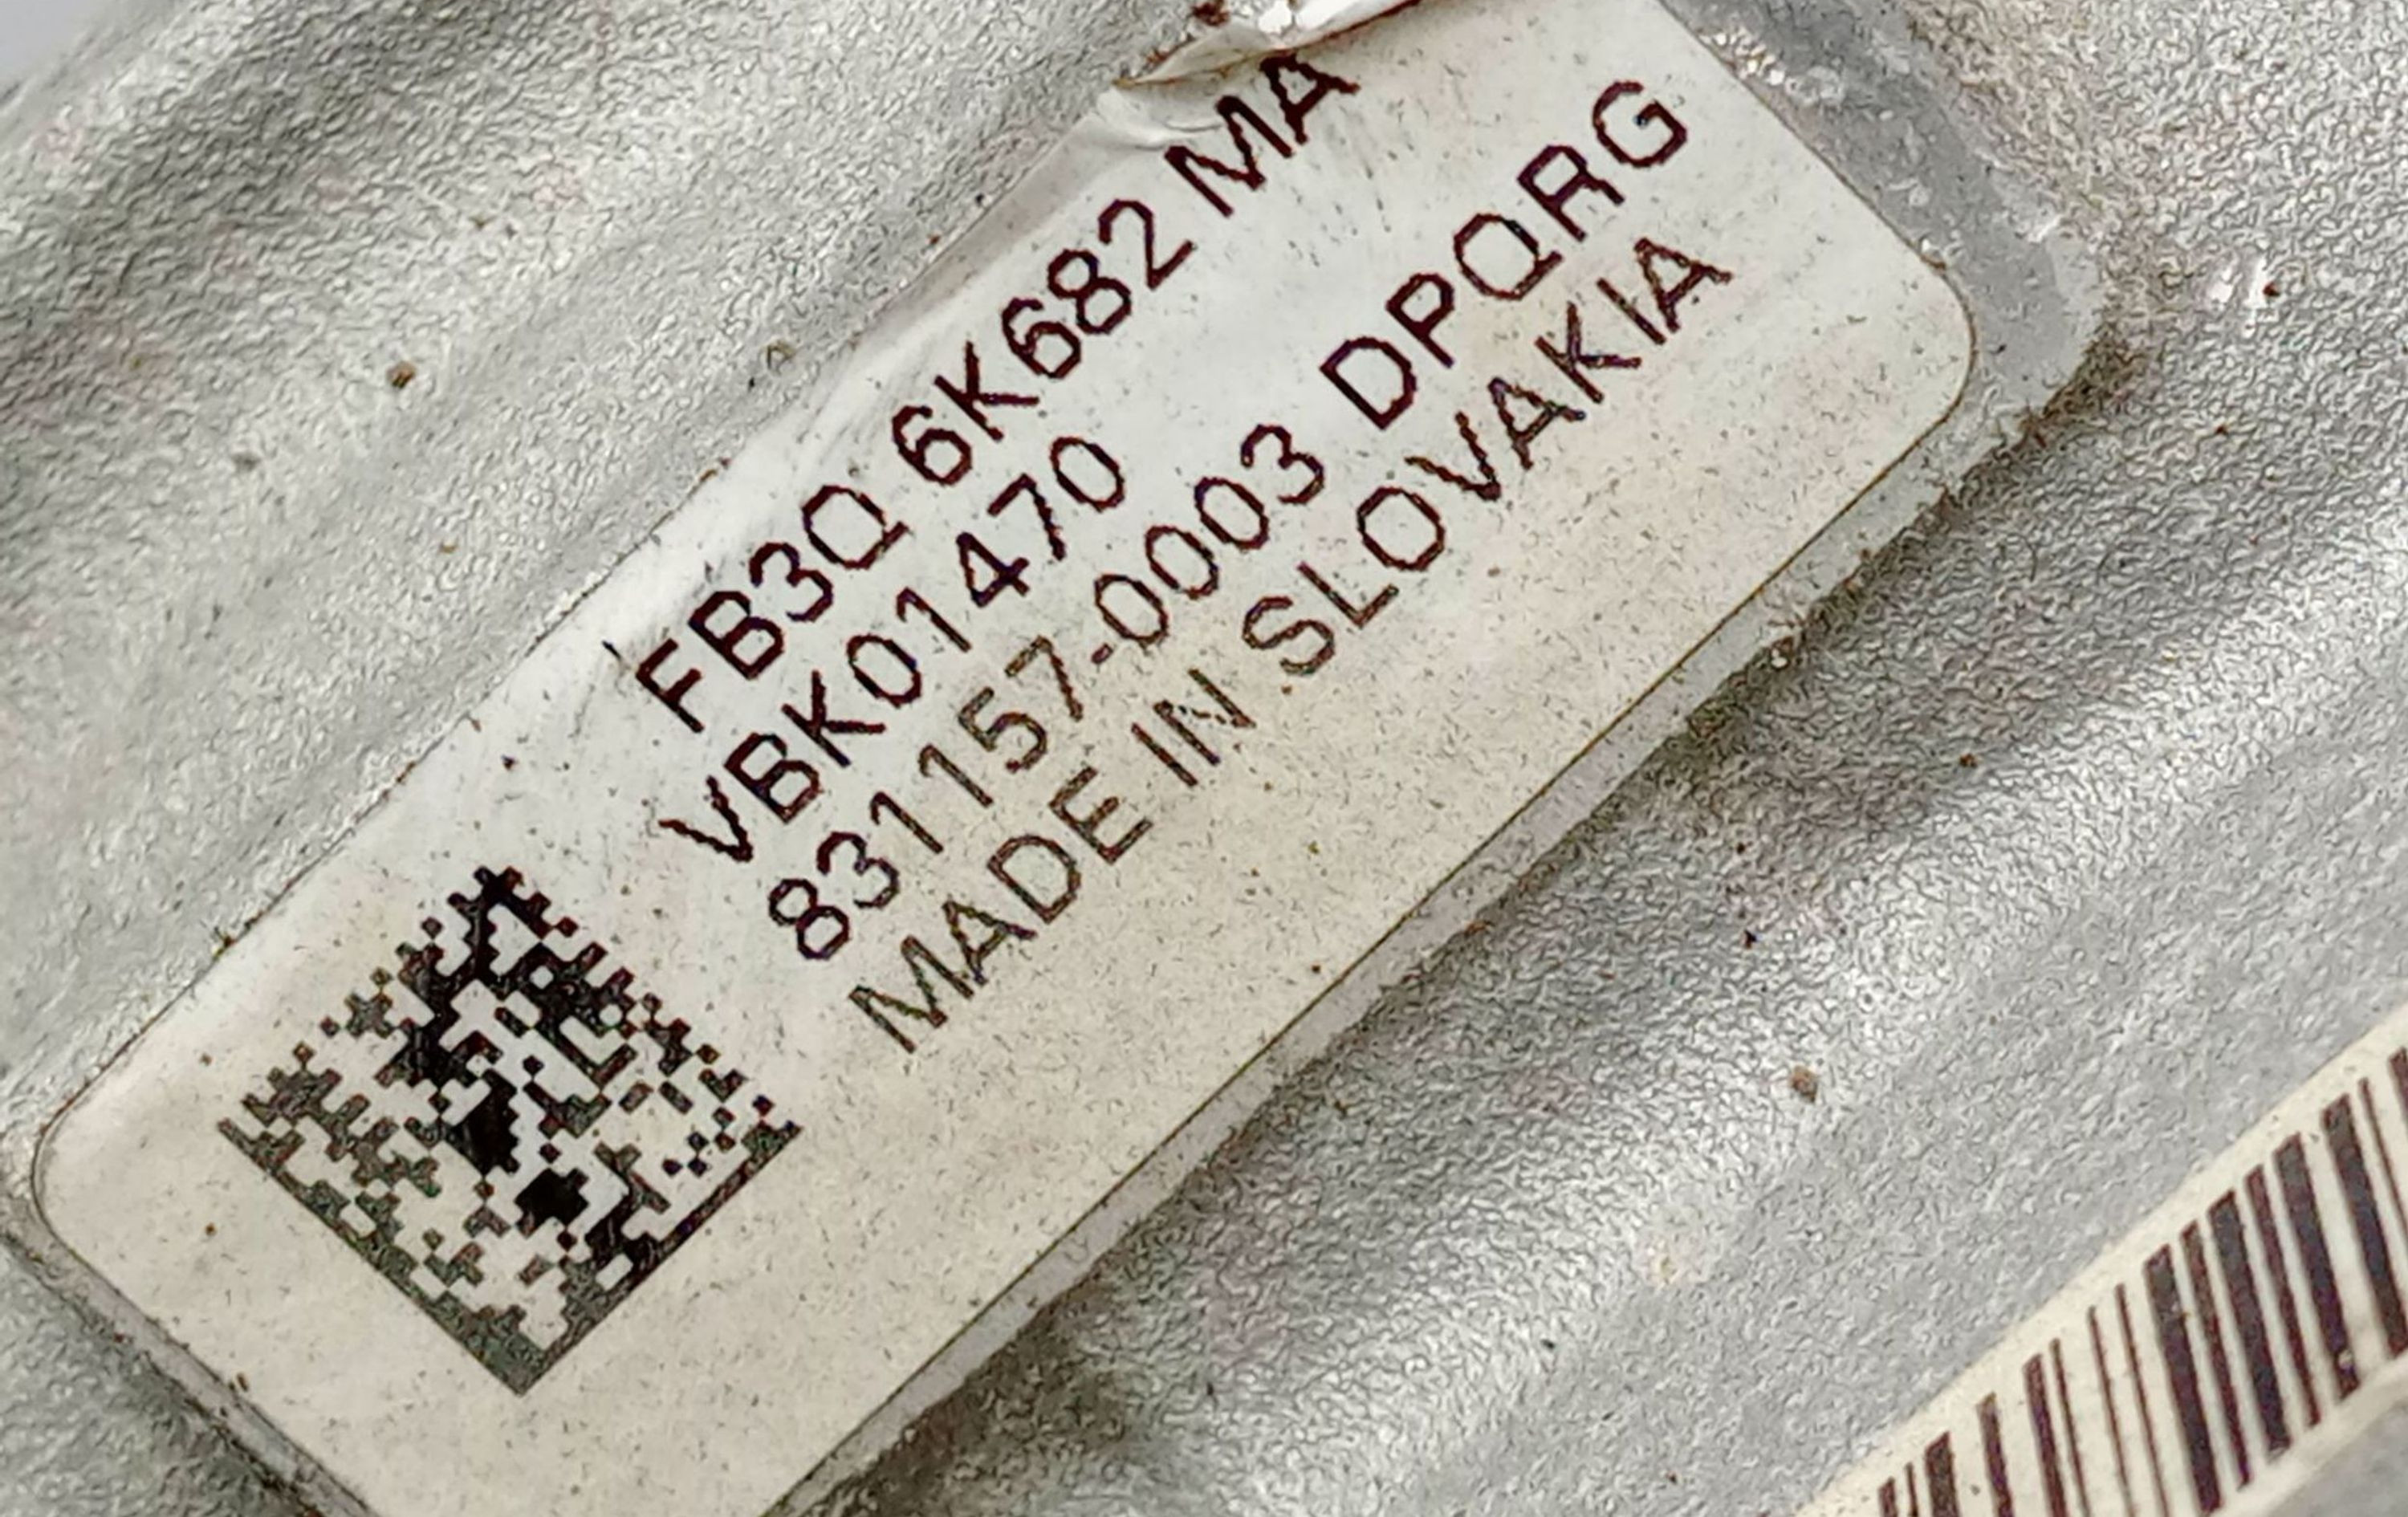 FB3Q 6K682 MA
VBK01470
831157-0003 DPQRG
MADE IN SLOVAKIA